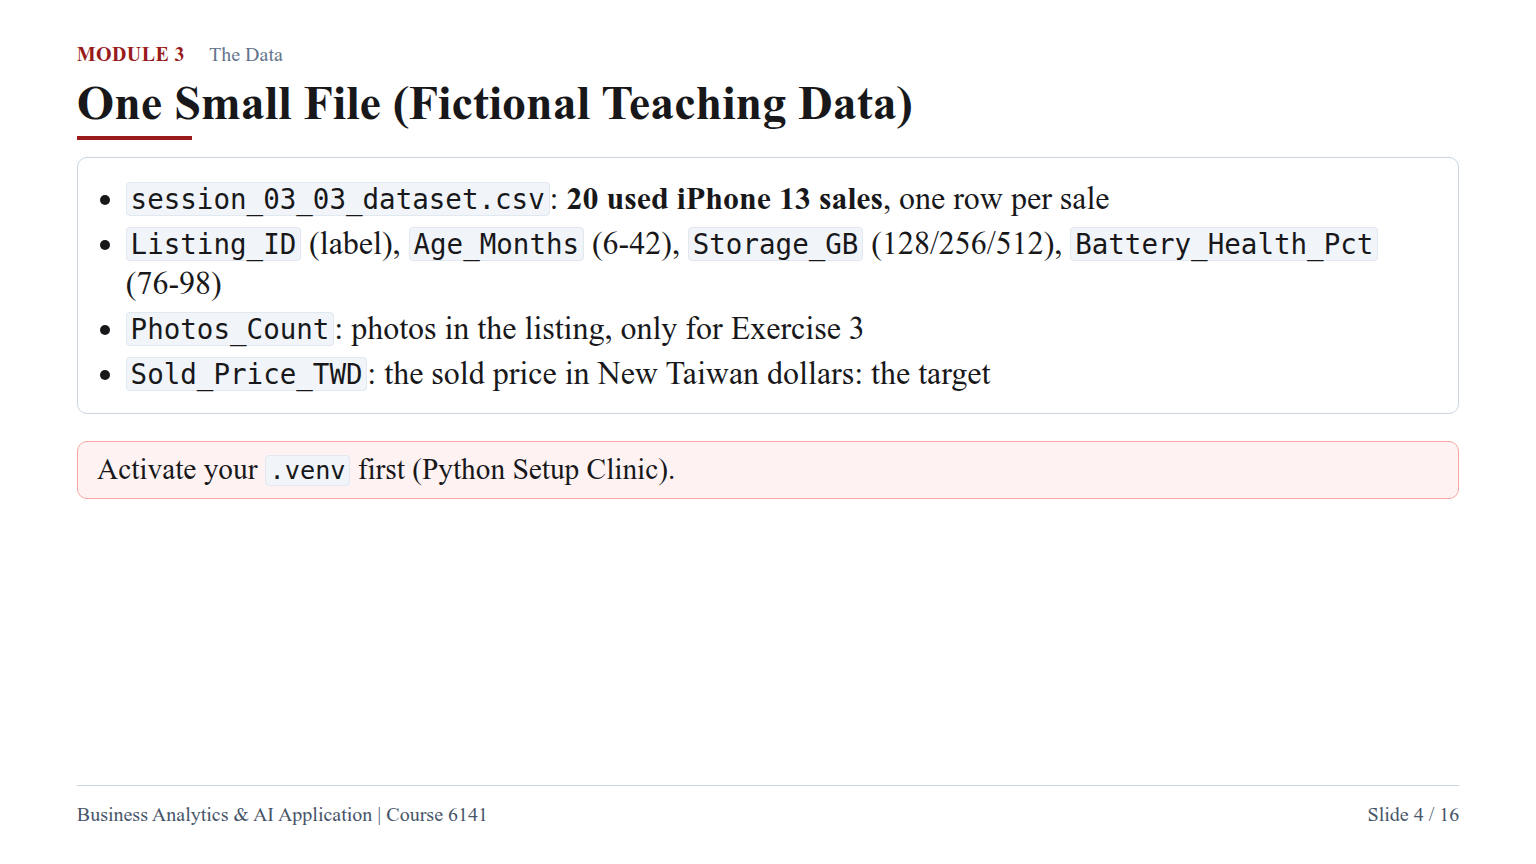 MODULE 3 The Data
One Small File (Fictional Teaching Data)
• session_03_03_dataset.csv: 20 used iPhone 13 sales, one row per sale
• Listing_ID (label), Age_Months (6-42), Storage_GB (128/256/512), Battery_Health_Pct
(76-98)
• Photos_Count: photos in the listing, only for Exercise 3
• Sold_Price_TWD: the sold price in New Taiwan dollars: the target
Activate your .venv first (Python Setup Clinic).
Business Analytics & AI Application | Course 6141
Slide 4 / 16